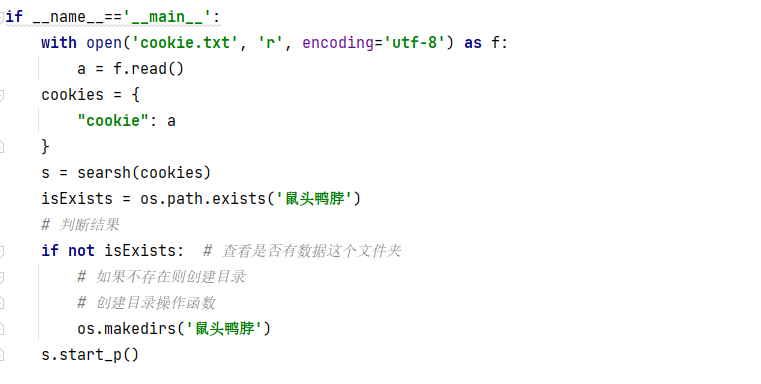 if __name__=='__main__':
    with open('cookie.txt', 'r', encoding='utf-8') as f:
        a = f.read()
    cookies = {
        "cookie": a
    }
    s = searsh(cookies)
    isExists = os.path.exists('鼠头鸭脖')
    # 判断结果
    if not isExists:  # 查看是否有数据这个文件夹
        # 如果不存在则创建目录
        # 创建目录操作函数
        os.makedirs('鼠头鸭脖')
    s.start_p()